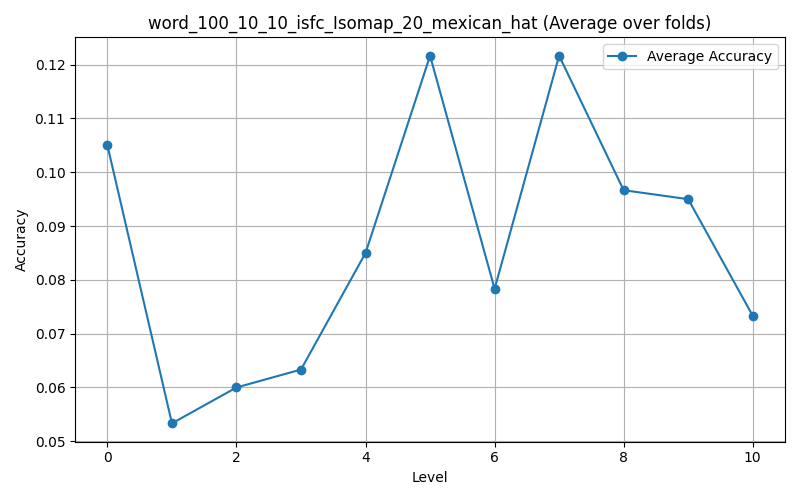 word_100_10_10_isfc_Isomap_20_mexican_hat (Average over folds)
Average Accuracy
0.12
0.11
0.10
0.09
0.08
0.07
0.06
0.05
Accuracy
0 2 4 6 8 10
Level